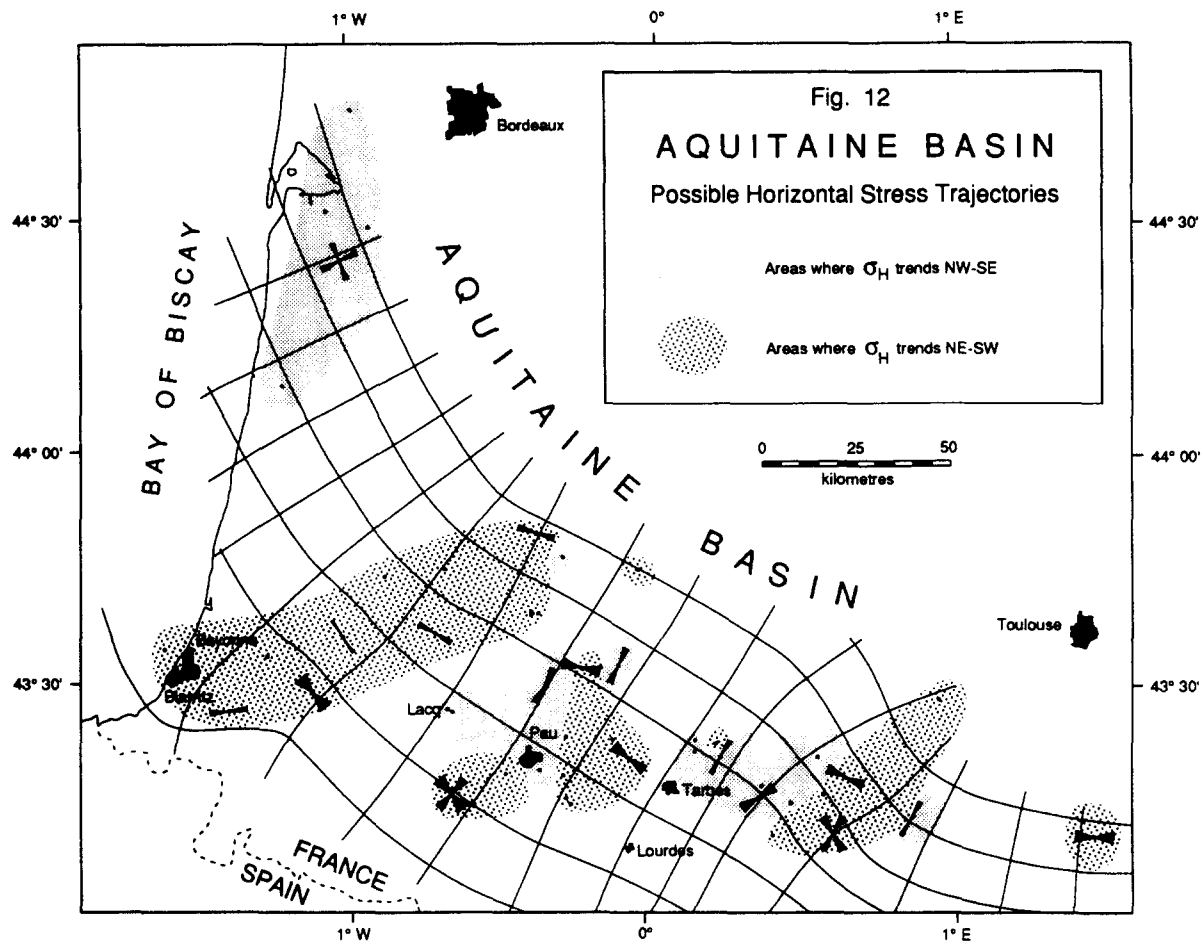 1° W
0°
1° E
Fig. 12
AQUITAINE BASIN
Possible Horizontal Stress Trajectories
Areas where σH trends NW-SE
Areas where σH trends NE-SW
Bordeaux
44° 30'
44° 30'
BAY OF BISCAY
AQUITAINE BASIN
0 25 50
kilometres
44° 00'
44° 00'
Toulouse
Bayonne
Biarritz
43° 30'
43° 30'
Lacq
Pau
Tarbes
Lourdes
FRANCE
SPAIN
1° W
0°
1° E